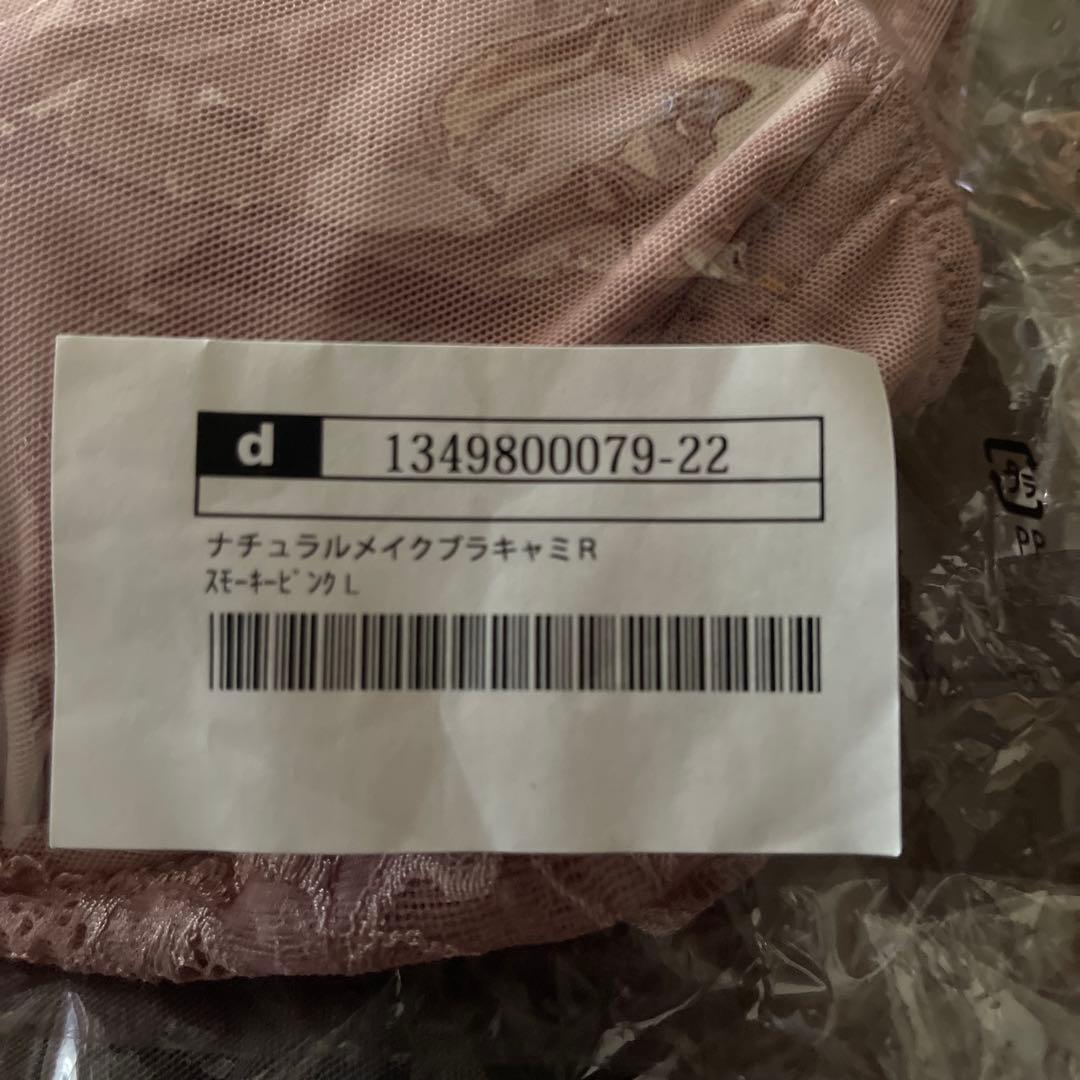 d 1349800079-22
ナチュラルメイクブラキャミR
ｽﾓｰｷｰﾋﾟﾝｸ L
プラ
PP